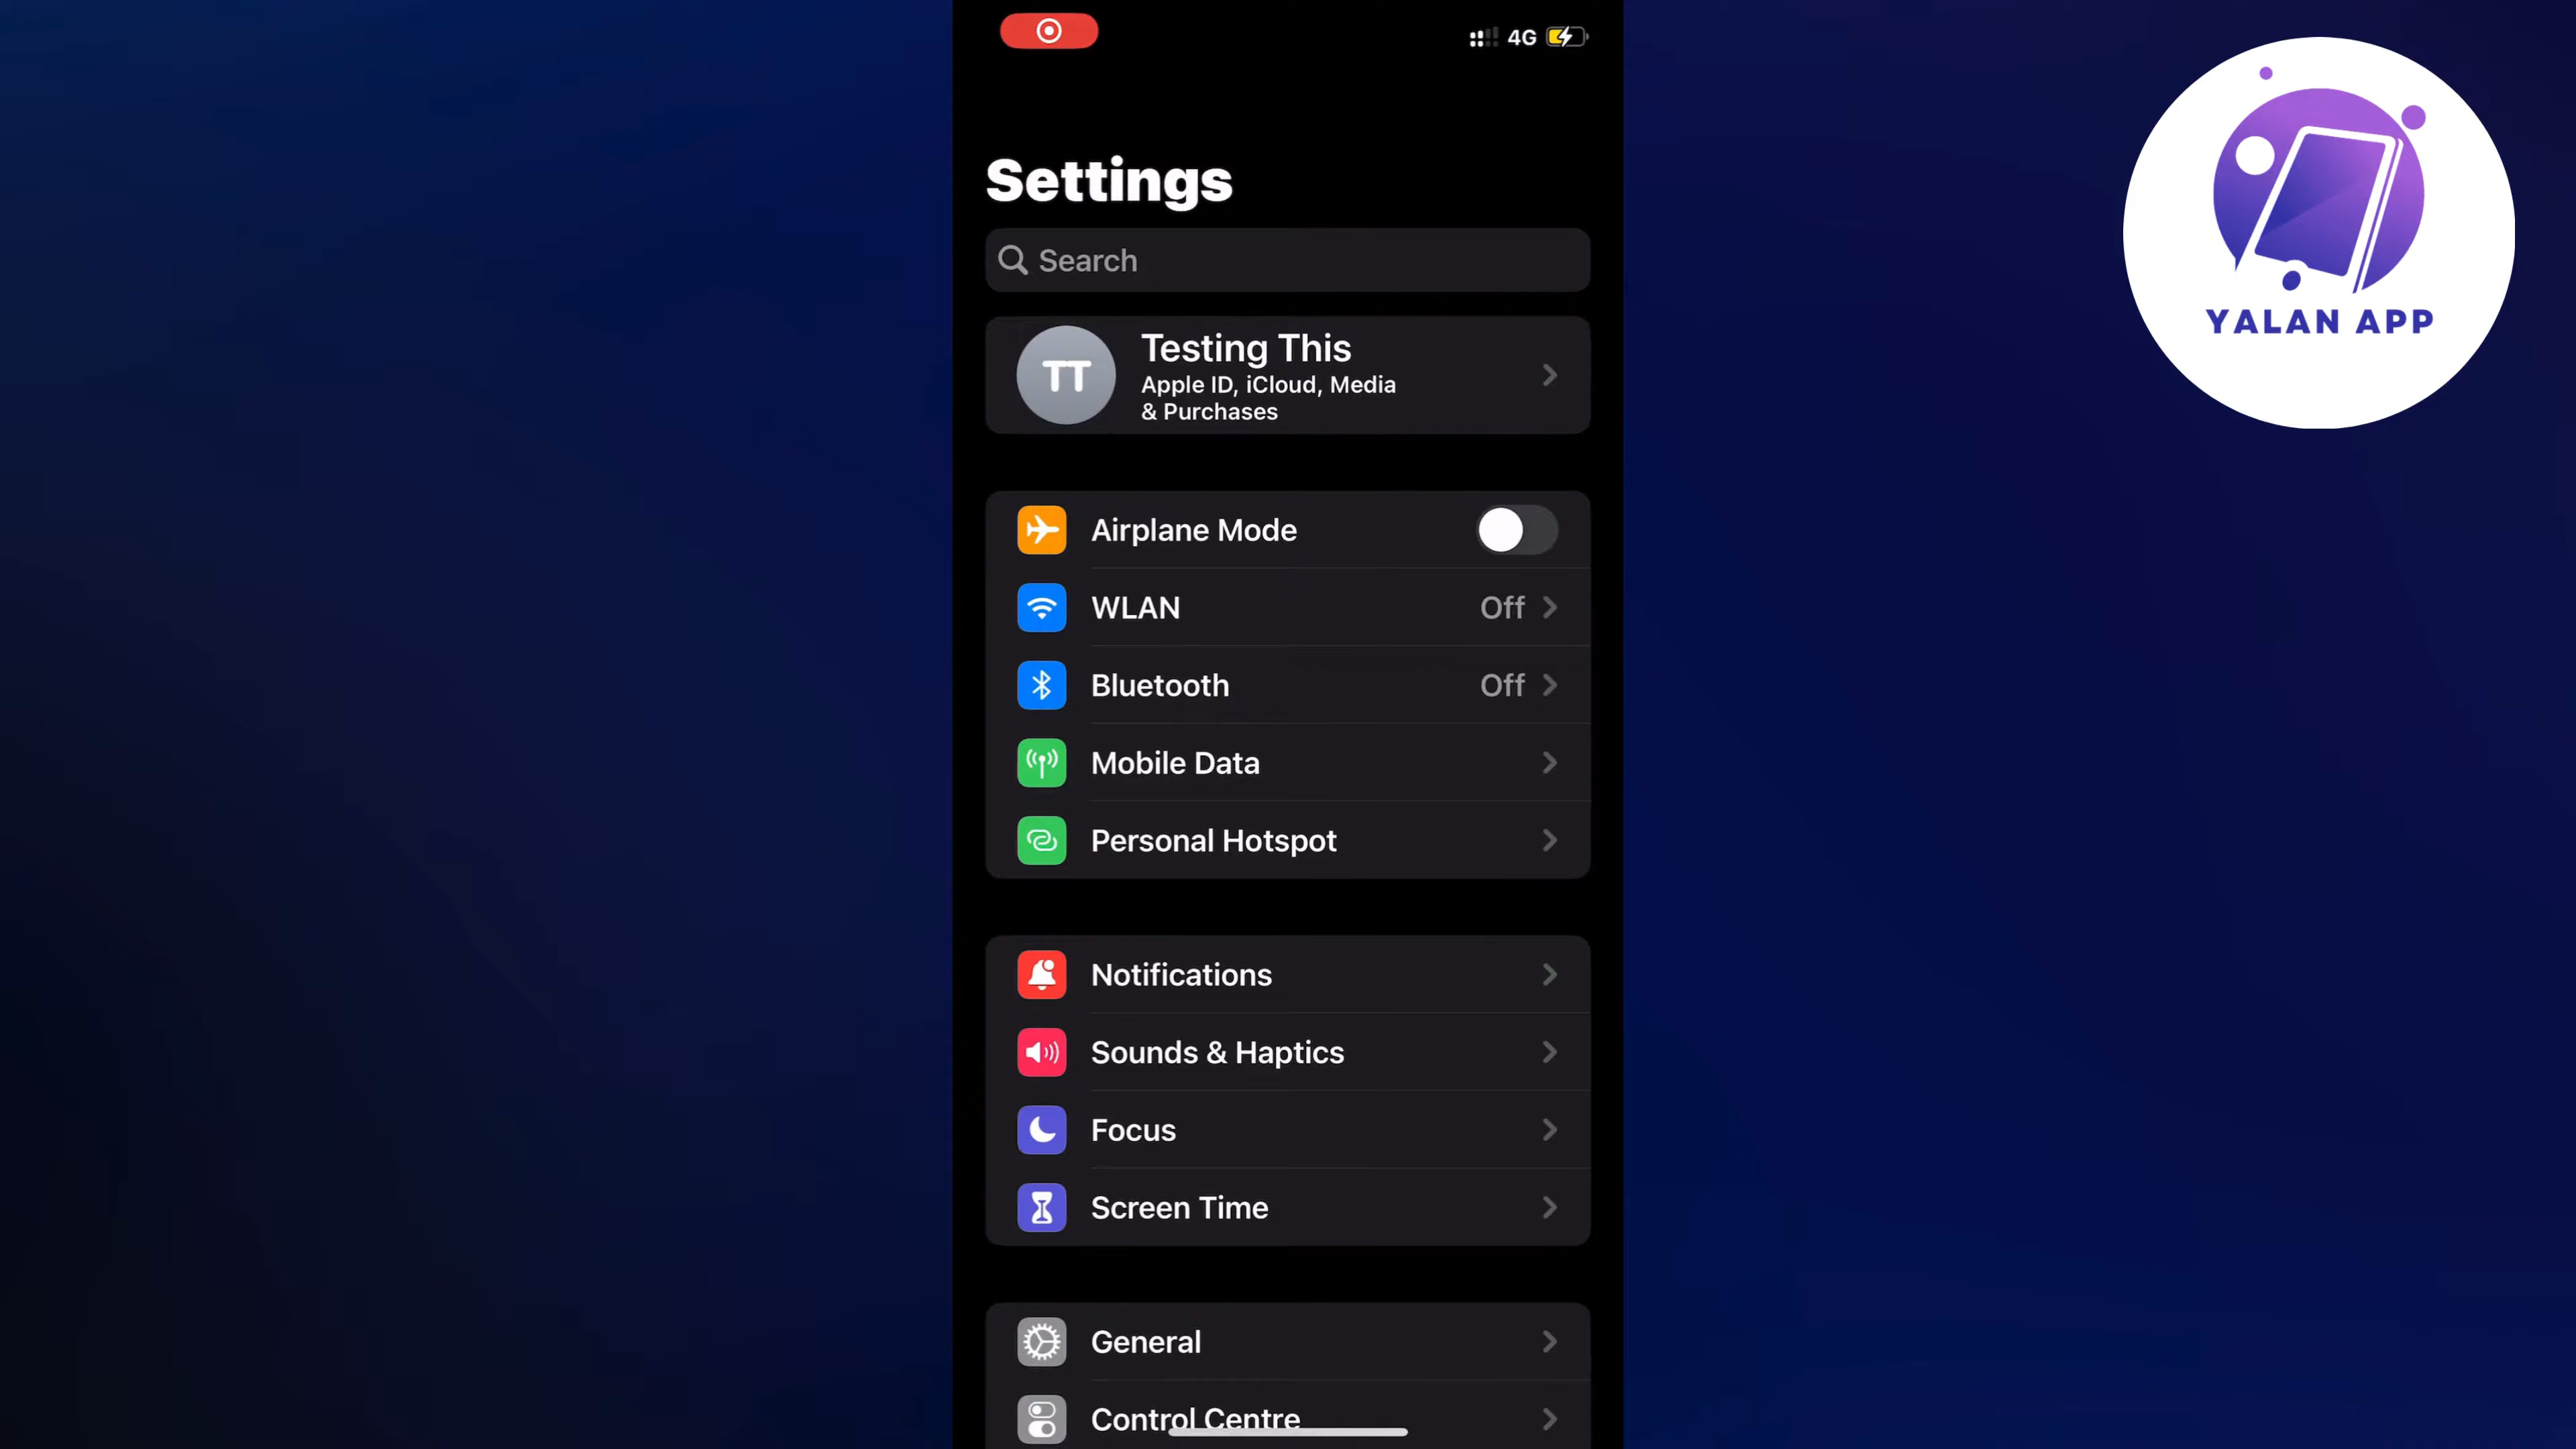 4G
Settings
YALAN APP
Search
TT
Testing This
Apple ID, iCloud, Media
& Purchases
Airplane Mode
WLAN Off
Bluetooth Off
Mobile Data
Personal Hotspot
Notifications
Sounds & Haptics
Focus
Screen Time
General
Control Centre